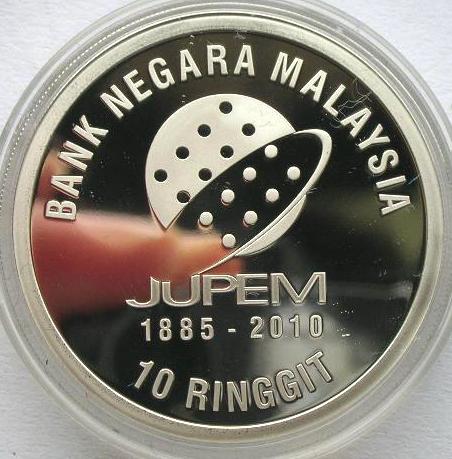 BANK NEGARA MALAYSIA
JUPEM
1885 - 2010
10 RINGGIT